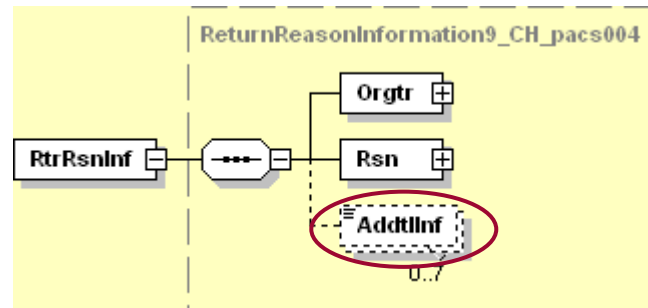 ReturnReasonInformation9_CH_pacs004
Orgtr
RtrRsnInf
Rsn
AddtlInf
0..7